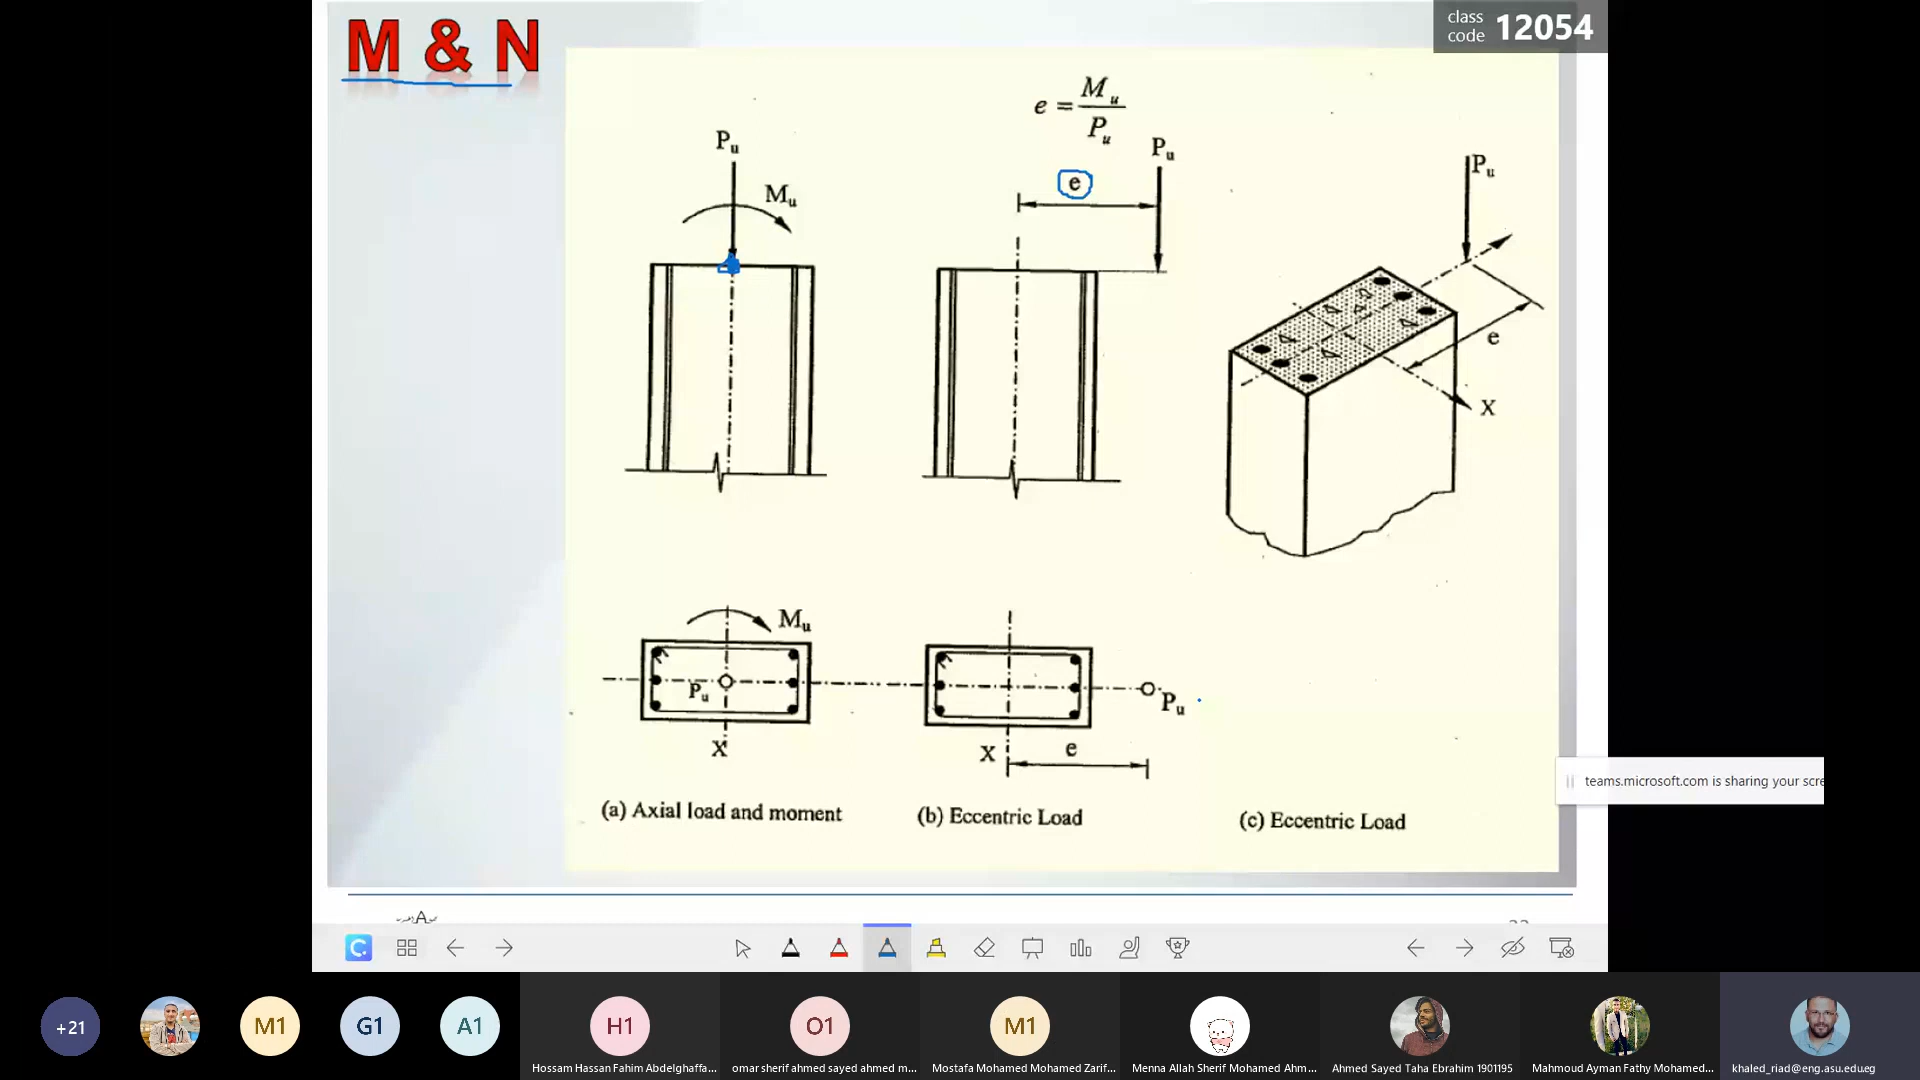 M & N
class
code 12054
e = Mu
Pu
Pu
Mu
e
Pu
Pu
e
X
Mu
Pu
X
Pu
X
e
(a) Axial load and moment
(b) Eccentric Load
(c) Eccentric Load
teams.microsoft.com is sharing your scre
+21
M1
G1
A1
H1
O1
M1
Hossam Hassan Fahim Abdelghaffa...
omar sherif ahmed sayed ahmed m...
Mostafa Mohamed Mohamed Zarif...
Menna Allah Sherif Mohamed Ahm...
Ahmed Sayed Taha Ebrahim 1901195
Mahmoud Ayman Fathy Mohamed...
khaled_riad@eng.asu.edu.eg